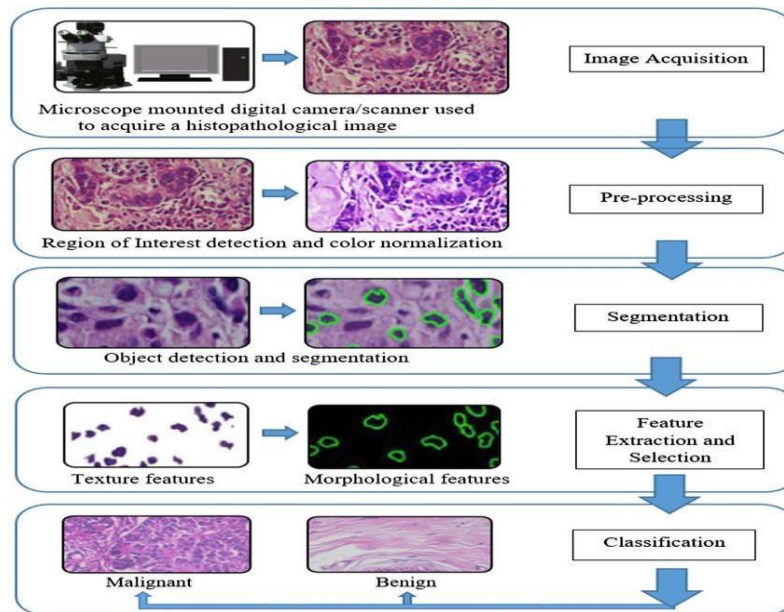 Image Acquisition
Microscope mounted digital camera/scanner used
to acquire a histopathological image
Pre-processing
Region of Interest detection and color normalization
Segmentation
Object detection and segmentation
Feature
Extraction and
Selection
Texture features
Morphological features
Classification
Malignant
Benign